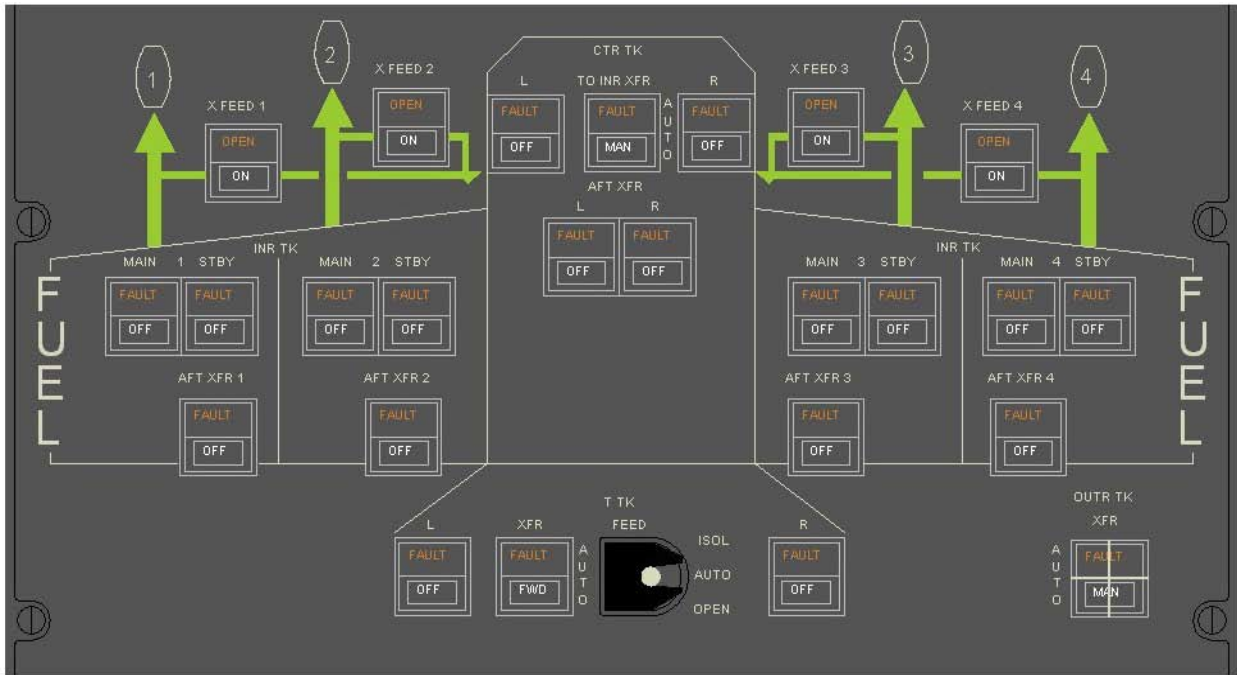 1
2
3
4
X FEED 1
OPEN
ON
X FEED 2
OPEN
ON
CTR TK
L
TO INR XFR
R
FAULT
OFF
FAULT
MAN
AUTO
FAULT
OFF
X FEED 3
OPEN
ON
X FEED 4
OPEN
ON
AFT XFR
L R
FAULT FAULT
OFF OFF
FUEL
INR TK
MAIN 1 STBY
FAULT FAULT
OFF OFF
MAIN 2 STBY
FAULT FAULT
OFF OFF
INR TK
MAIN 3 STBY
FAULT FAULT
OFF OFF
MAIN 4 STBY
FAULT FAULT
OFF OFF
FUEL
AFT XFR 1
FAULT
OFF
AFT XFR 2
FAULT
OFF
AFT XFR 3
FAULT
OFF
AFT XFR 4
FAULT
OFF
T TK
L
FAULT
OFF
XFR
FAULT
FWD
AUTO
FEED
ISOL
AUTO
OPEN
R
FAULT
OFF
OUTR TK
XFR
AUTO
FAULT
MAN